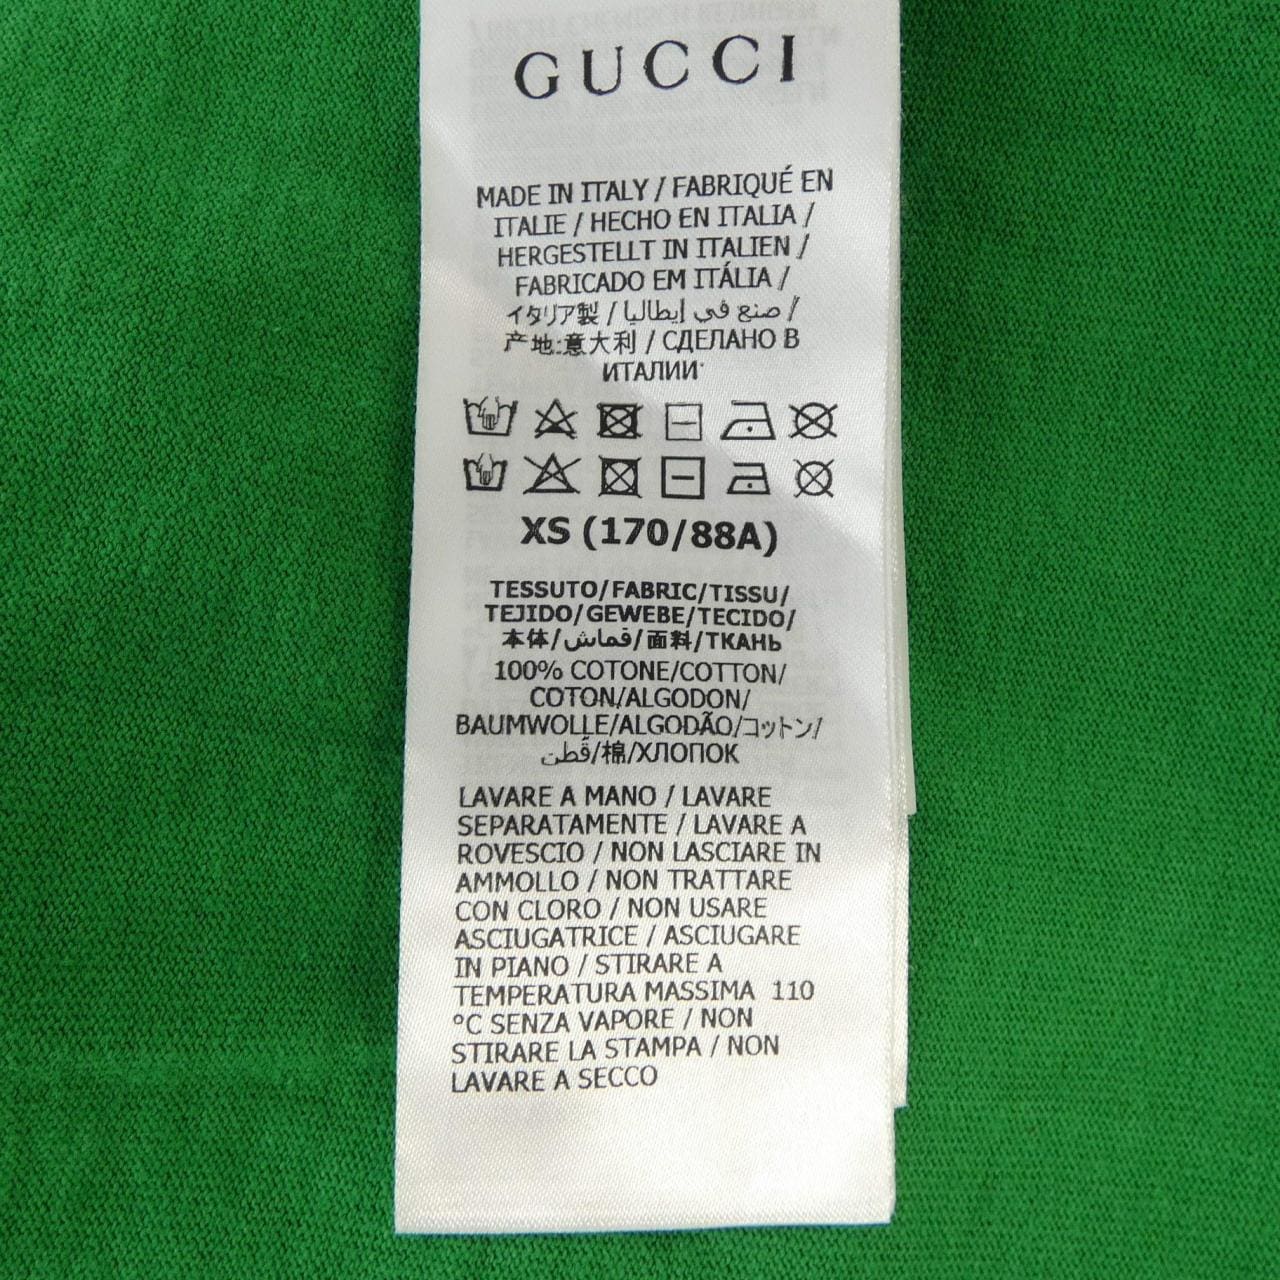 GUCCI
MADE IN ITALY / FABRIQUÉ EN
ITALIE / HECHO EN ITALIA /
HERGESTELLT IN ITALIEN /
FABRICADO EM ITÁLIA /
イタリア製 / صنع في إيطاليا /
产地:意大利 / СДЕЛАНО В
ИТАЛИИ
XS (170/88A)
TESSUTO/FABRIC/TISSU/
TEJIDO/GEWEBE/TECIDO/
本体/قماش/面料/ТКАНЬ
100% COTONE/COTTON/
COTON/ALGODON/
BAUMWOLLE/ALGODÃO/コットン/
قُطن/棉/ХЛОПОК
LAVARE A MANO / LAVARE
SEPARATAMENTE / LAVARE A
ROVESCIO / NON LASCIARE IN
AMMOLLO / NON TRATTARE
CON CLORO / NON USARE
ASCIUGATRICE / ASCIUGARE
IN PIANO / STIRARE A
TEMPERATURA MASSIMA 110
°C SENZA VAPORE / NON
STIRARE LA STAMPA / NON
LAVARE A SECCO